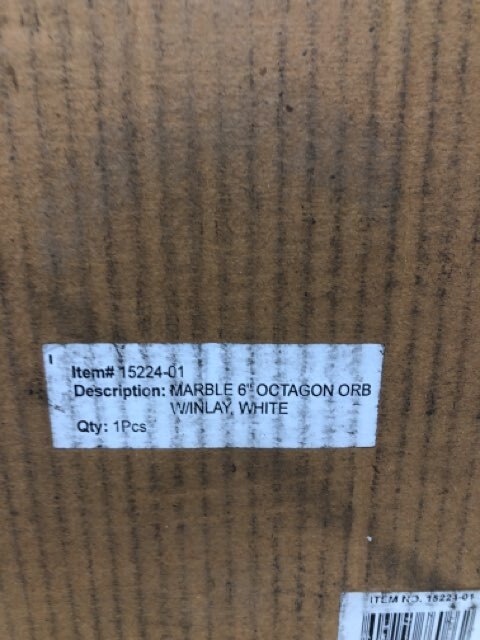 Item# 15224-01
Description: MARBLE 6" OCTAGON ORB
W/INLAY, WHITE
Qty: 1Pcs
ITEM NO. 15224-01